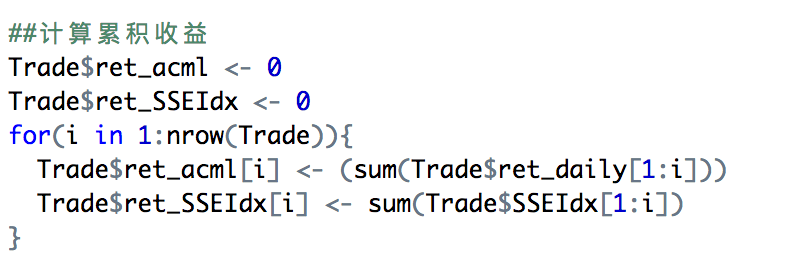 ##计算累积收益
Trade$ret_acml <- 0
Trade$ret_SSEIdx <- 0
for(i in 1:nrow(Trade)){
  Trade$ret_acml[i] <- (sum(Trade$ret_daily[1:i]))
  Trade$ret_SSEIdx[i] <- sum(Trade$SSEIdx[1:i])
}